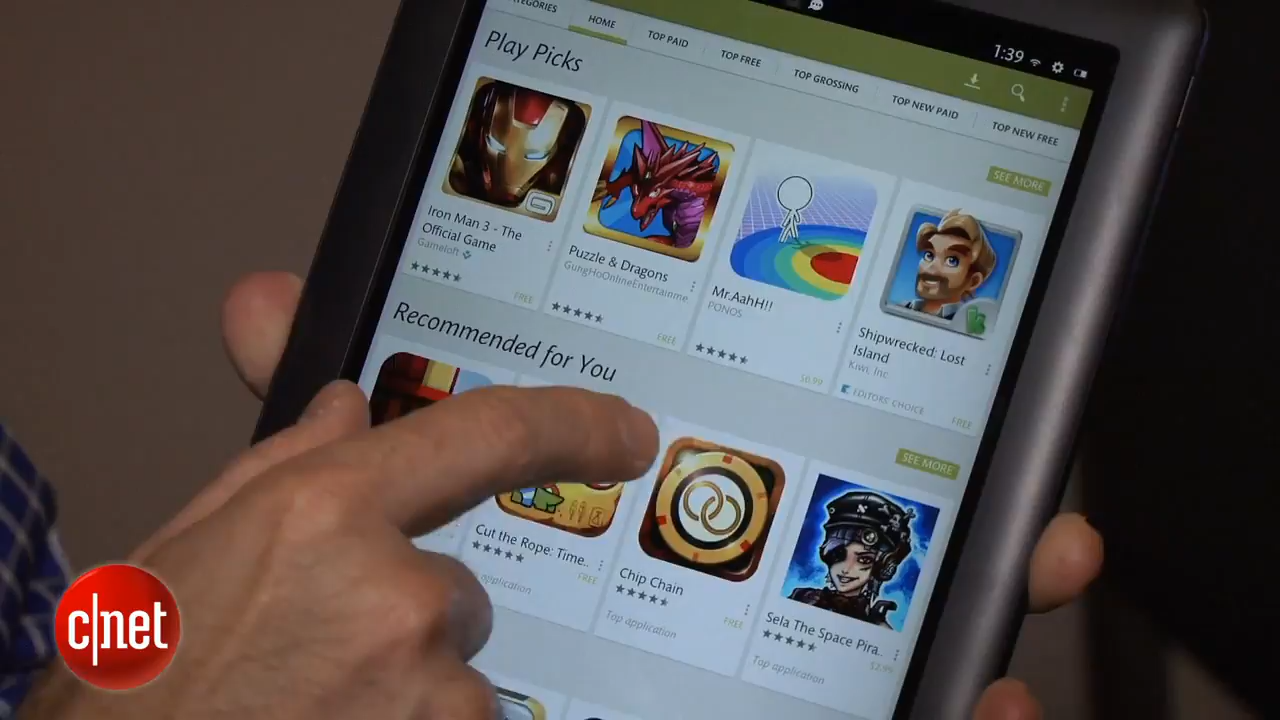 1:39
HOME
TOP PAID
TOP FREE
TOP GROSSING
TOP NEW PAID
TOP NEW FREE
Play Picks
SEE MORE
Iron Man 3 - The
Official Game
Gameloft
FREE
Puzzle & Dragons
GungHoOnlineEntertainme
FREE
Mr.AahH!!
PONOS
$0.99
Shipwrecked: Lost
Island
Kiwi, Inc
EDITORS' CHOICE
FREE
Recommended for You
SEE MORE
Cut the Rope: Time..
FREE
application
Chip Chain
FREE
Top application
Sela The Space Pira..
$2.99
Top application
c|net